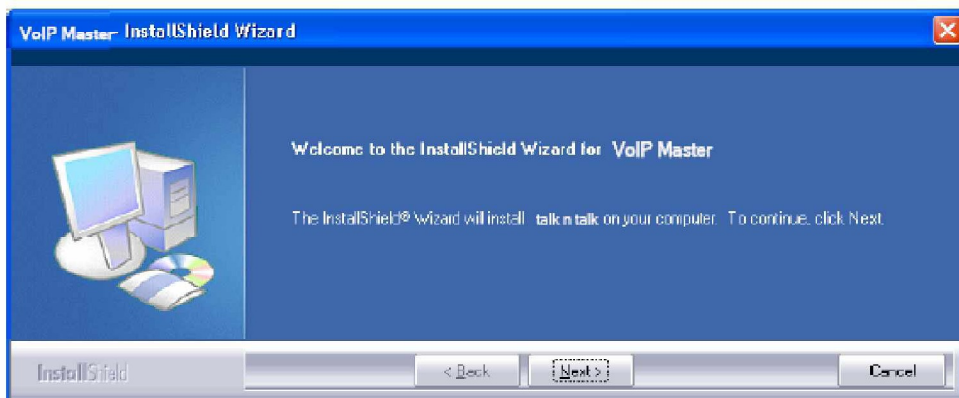 VoIP Master - InstallShield Wizard
Welcome to the InstallShield Wizard for VoIP Master
The InstallShield® Wizard will install talk n talk on your computer. To continue, click Next.
InstallShield
< Back
Next >
Cancel